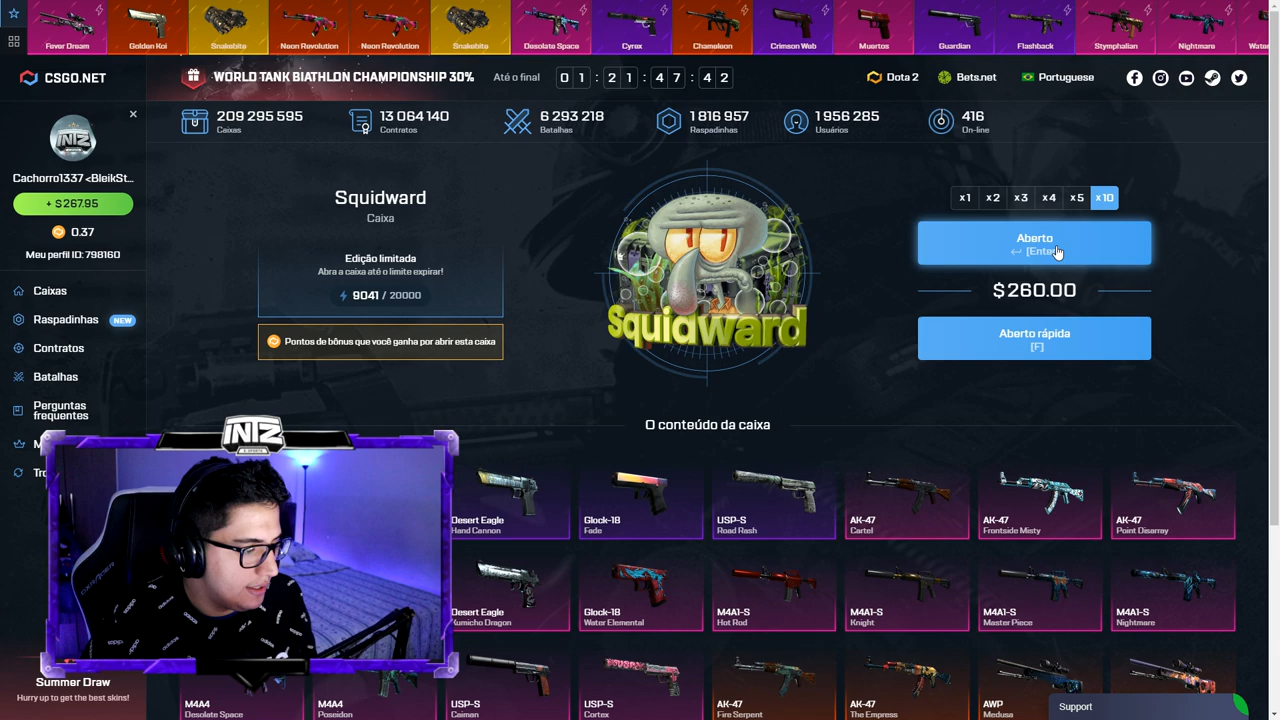 Fever Dream
Golden Koi
Snakebite
Neon Revolution
Neon Revolution
Snakebite
Desolate Space
Cyrex
Chameleon
Crimson Web
Muertos
Guardian
Flashback
Stymphalian
Nightmare
CSGO.NET
WORLD TANK BIATHLON CHAMPIONSHIP 30%
Até o final
01:21:47:42
Dota 2
Bets.net
Portuguese
209 295 595
Caixas
13 064 140
Contratos
6 293 218
Batalhas
1 816 957
Raspadinhas
1 956 285
Usuários
416
On-line
INTZ
Cachorro1337 <BleikSt...
+ $267.95
0.37
Meu perfil ID: 798160
Caixas
Raspadinhas NEW
Contratos
Batalhas
Perguntas
frequentes
Squidward
Caixa
Edição limitada
Abra a caixa até o limite expirar!
9041 / 20000
Pontos de bônus que você ganha por abrir esta caixa
Squidward
x1 x2 x3 x4 x5 x10
Aberto
$260.00
Aberto rápida
[F]
O conteúdo da caixa
Desert Eagle
Hand Cannon
Glock-18
Fade
USP-S
Road Rash
AK-47
Cartel
AK-47
Frontside Misty
AK-47
Point Disarray
Desert Eagle
Kumicho Dragon
Glock-18
Water Elemental
M4A1-S
Hot Rod
M4A1-S
Knight
M4A1-S
Master Piece
M4A1-S
Nightmare
M4A4
Desolate Space
M4A4
Poseidon
USP-S
Caiman
USP-S
Cortex
AK-47
Fire Serpent
AK-47
The Empress
AWP
Medusa
INTZ
Summer Draw
Hurry up to get the best skins!
Support